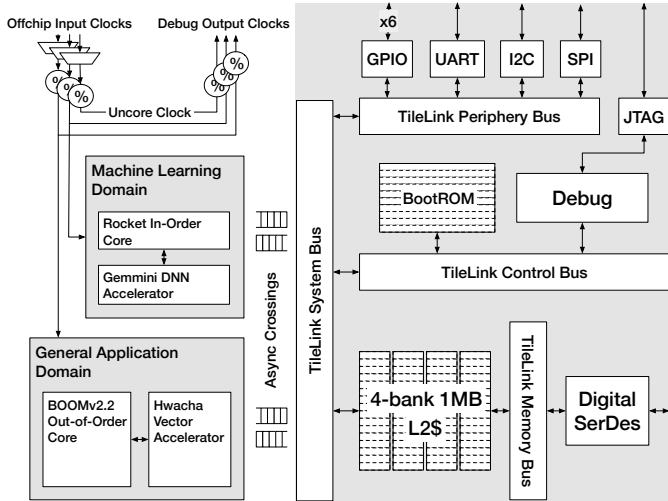 Offchip Input Clocks
Debug Output Clocks
%
%
%
%
%
%
Uncore Clock
x6
GPIO
UART
I2C
SPI
JTAG
TileLink Periphery Bus
Machine Learning
Domain
Rocket In-Order
Core
Gemmini DNN
Accelerator
BootROM
Debug
TileLink System Bus
Async Crossings
TileLink Control Bus
General Application
Domain
BOOMv2.2
Out-of-Order
Core
Hwacha
Vector
Accelerator
4-bank 1MB
L2$
TileLink Memory Bus
Digital
SerDes